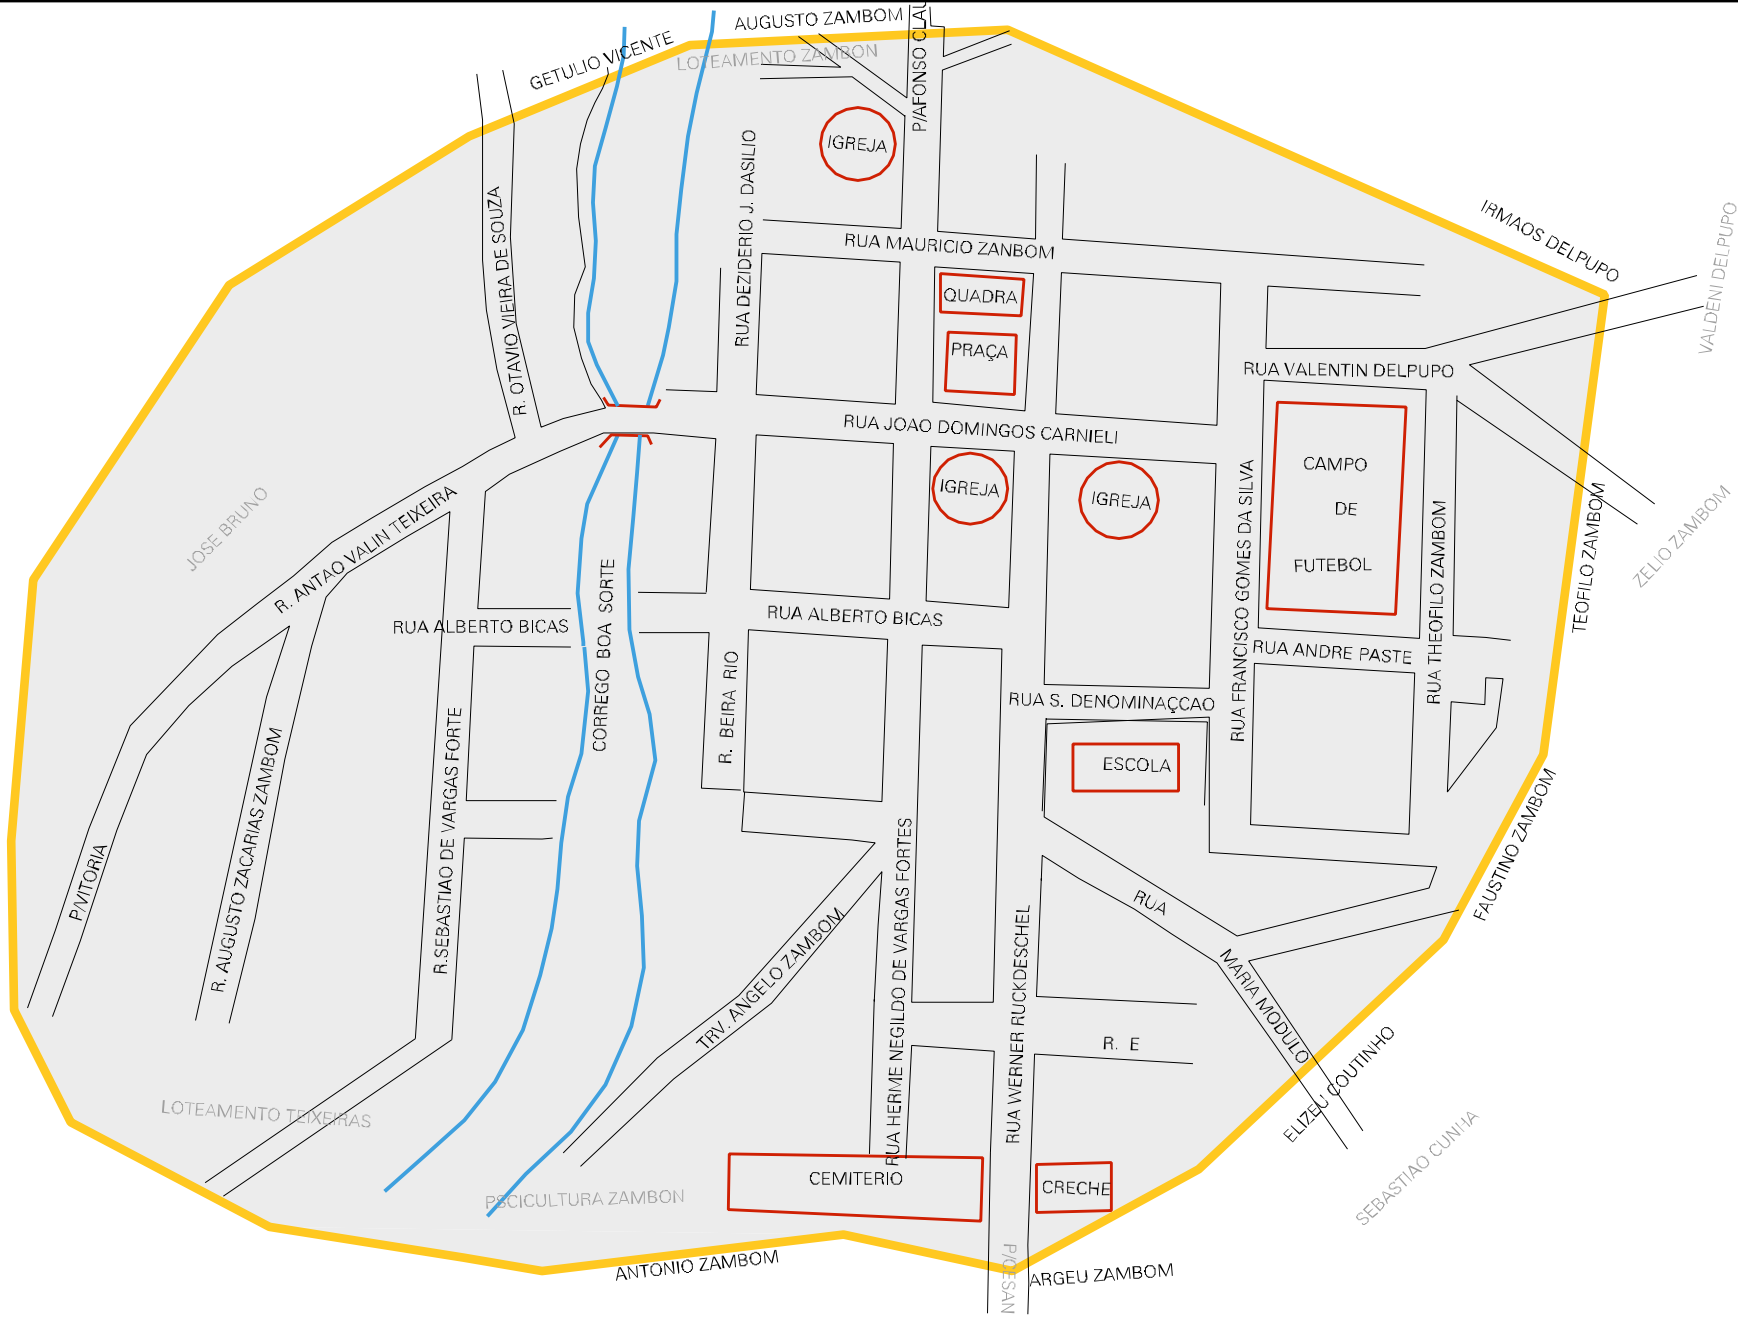 AUGUSTO ZAMBOM
P/AFONSO CLAU
GETULIO VICENTE
LOTEAMENTO ZAMBON
IGREJA
RUA DEZIDERIO J. DASILIO
R. OTAVIO VIEIRA DE SOUZA
IRMAOS DELPUPO
VALDENI DELPUPO
RUA MAURICIO ZANBOM
QUADRA
PRAÇA
RUA VALENTIN DELPUPO
RUA JOAO DOMINGOS CARNIELI
IGREJA
IGREJA
CAMPO
DE
FUTEBOL
RUA FRANCISCO GOMES DA SILVA
RUA THEOFILO ZAMBOM
TEOFILO ZAMBOM
ZELIO ZAMBOM
JOSE BRUNO
R. ANTAO VALIN TEIXEIRA
RUA ALBERTO BICAS
CORREGO BOA SORTE
RUA ALBERTO BICAS
RUA ANDRE PASTE
R. BEIRA RIO
RUA S. DENOMINAÇCAO
ESCOLA
R.SEBASTIAO DE VARGAS FORTE
R. AUGUSTO ZACARIAS ZAMBOM
P/VITORIA
FAUSTINO ZAMBOM
RUA HERME NEGILDO DE VARGAS FORTES
RUA WERNER RUCKDESCHEL
RUA
MARIA MODULO
TRV. ANGELO ZAMBOM
R. E
ELIZEU COUTINHO
SEBASTIAO CUNHA
LOTEAMENTO TEIXEIRAS
PSCICULTURA ZAMBON
CEMITERIO
CRECHE
ANTONIO ZAMBOM
P/CESAN
ARGEU ZAMBOM